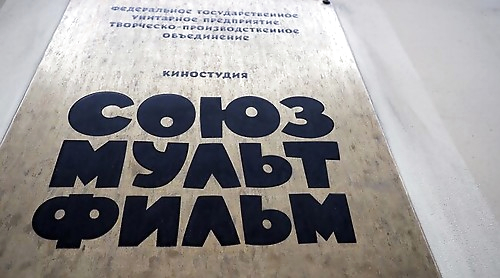 ФЕДЕРАЛЬНОЕ ГОСУДАРСТВЕННОЕ
УНИТАРНОЕ ПРЕДПРИЯТИЕ
ТВОРЧЕСКО-ПРОИЗВОДСТВЕННОЕ
ОБЪЕДИНЕНИЕ
КИНОСТУДИЯ
СОЮЗ
МУЛЬТ
ФИЛЬМ